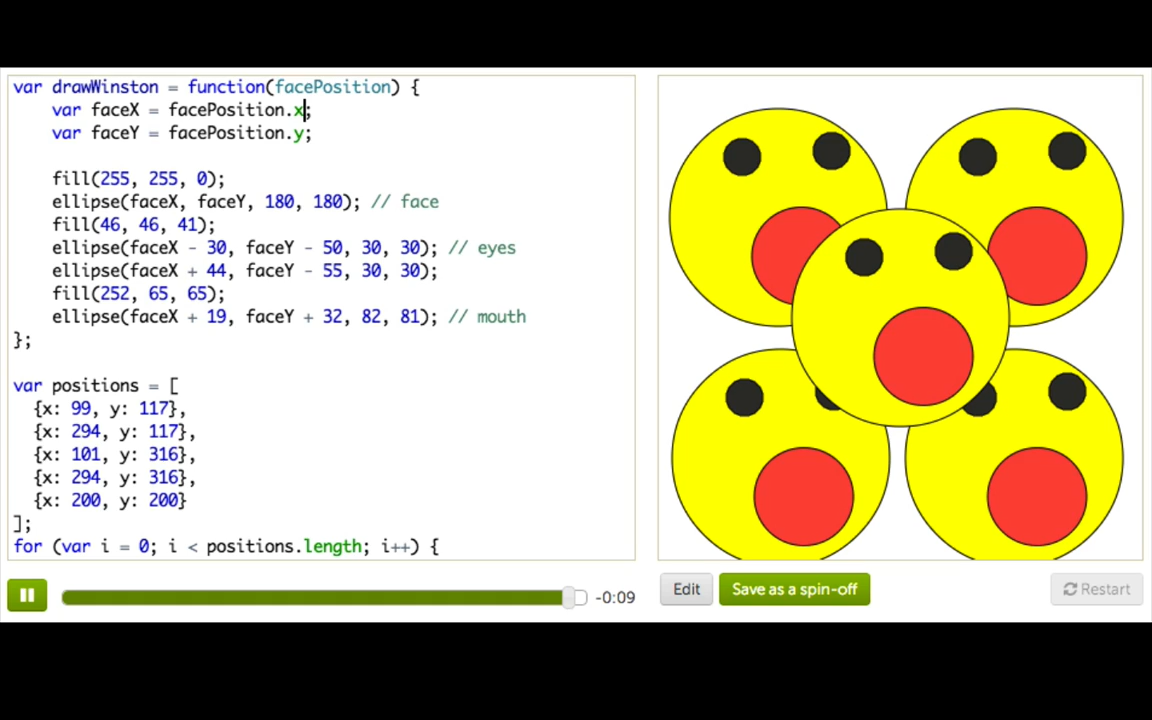 var drawWinston = function(facePosition) {
var faceX = facePosition.x;
var faceY = facePosition.y;
fill(255, 255, 0);
ellipse(faceX, faceY, 180, 180); // face
fill(46, 46, 41);
ellipse(faceX - 30, faceY - 50, 30, 30); // eyes
ellipse(faceX + 44, faceY - 55, 30, 30);
fill(252, 65, 65);
ellipse(faceX + 19, faceY + 32, 82, 81); // mouth
};
var positions = [
{x: 99, y: 117},
{x: 294, y: 117},
{x: 101, y: 316},
{x: 294, y: 316},
{x: 200, y: 200}
];
for (var i = 0; i < positions.length; i++) {
-0:09
Edit
Save as a spin-off
Restart